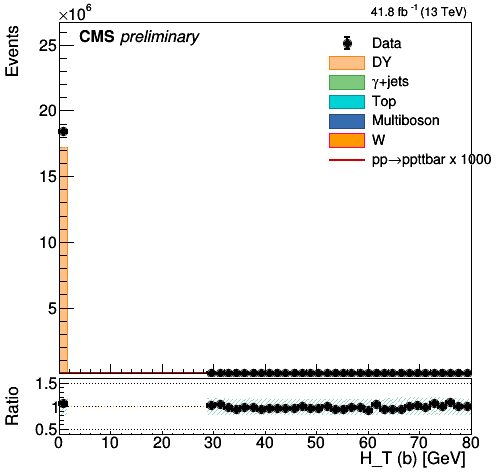 ×10⁶
41.8 fb⁻¹ (13 TeV)
CMS preliminary
Events
25
20
15
10
5
Data
DY
γ+jets
Top
Multiboson
W
pp→ppttbar x 1000
Ratio
1.5
1
0.5
0 10 20 30 40 50 60 70 80
H_T (b) [GeV]